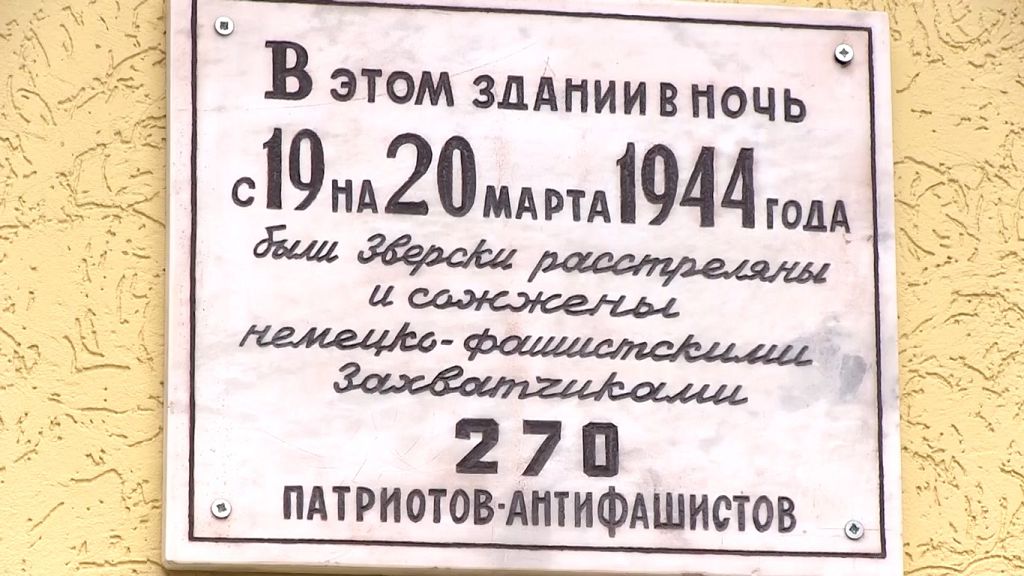 В ЭТОМ ЗДАНИИ В НОЧЬ
С 19 НА 20 МАРТА 1944 ГОДА
были Зверски расстреляны
и сожжены
немецко-фашистскими
Захватчиками
270
ПАТРИОТОВ-АНТИФАШИСТОВ